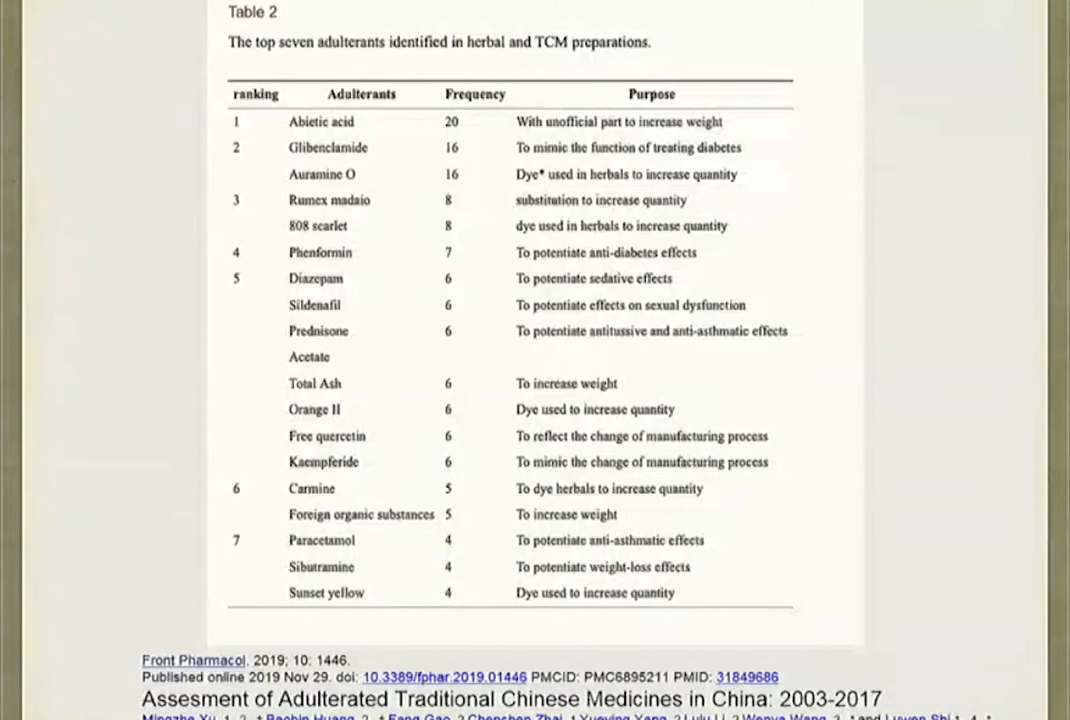 Table 2
The top seven adulterants identified in herbal and TCM preparations.
ranking Adulterants Frequency Purpose
1 Abietic acid 20 With unofficial part to increase weight
2 Glibenclamide 16 To mimic the function of treating diabetes
Auramine O 16 Dye* used in herbals to increase quantity
3 Rumex madaio 8 substitution to increase quantity
808 scarlet 8 dye used in herbals to increase quantity
4 Phenformin 7 To potentiate anti-diabetes effects
5 Diazepam 6 To potentiate sedative effects
Sildenafil 6 To potentiate effects on sexual dysfunction
Prednisone 6 To potentiate antitussive and anti-asthmatic effects
Acetate
Total Ash 6 To increase weight
Orange II 6 Dye used to increase quantity
Free quercetin 6 To reflect the change of manufacturing process
Kaempferide 6 To mimic the change of manufacturing process
6 Carmine 5 To dye herbals to increase quantity
Foreign organic substances 5 To increase weight
7 Paracetamol 4 To potentiate anti-asthmatic effects
Sibutramine 4 To potentiate weight-loss effects
Sunset yellow 4 Dye used to increase quantity
Front Pharmacol. 2019; 10: 1446.
Published online 2019 Nov 29. doi: 10.3389/fphar.2019.01446 PMCID: PMC6895211 PMID: 31849686
Assesment of Adulterated Traditional Chinese Medicines in China: 2003-2017